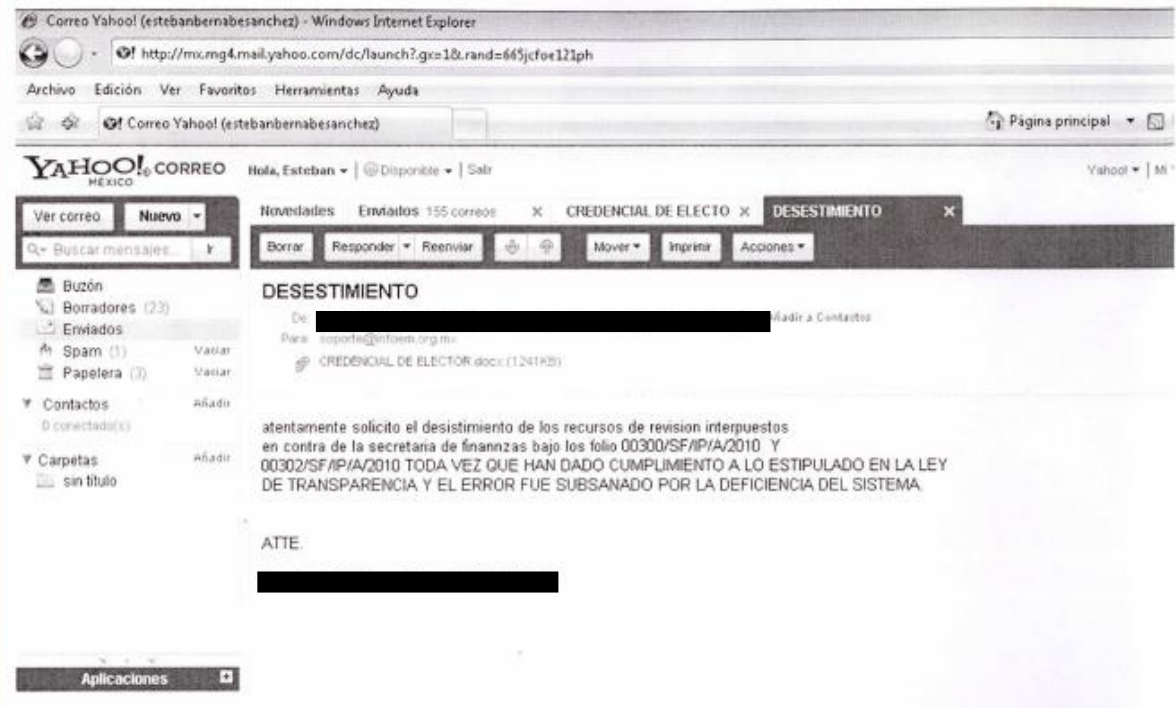 Correo Yahoo! (estebanbernabesanchez) - Windows Internet Explorer
http://mx.mg4.mail.yahoo.com/dc/launch?.gx=1&.rand=665jcfoe121ph
Archivo Edición Ver Favoritos Herramientas Ayuda
Correo Yahoo! (estebanbernabesanchez)
Página principal
YAHOO! CORREO
MÉXICO
Hola, Esteban | Disponible | Salir
Yahoo! | Mi
Ver correo Nuevo
Novedades Enviados 155 correos x CREDENCIAL DE ELECTO x DESESTIMIENTO x
Buscar mensajes... Ir
Borrar Responder Reenviar Mover Imprimir Acciones
Buzón
Borradores (23)
Enviados
Spam (1) Vaciar
Papelera (3) Vaciar
Contactos Añadir
0 conectado(s)
Carpetas Añadir
sin título
DESESTIMIENTO
De: Añadir a Contactos
Para: soporte@infoem.org.mx
CREDENCIAL DE ELECTOR.docx (1241KB)
atentamente solicito el desistimiento de los recursos de revision interpuestos
en contra de la secretaria de finannzas bajo los folio 00300/SF/IP/A/2010 Y
00302/SF/IP/A/2010 TODA VEZ QUE HAN DADO CUMPLIMIENTO A LO ESTIPULADO EN LA LEY
DE TRANSPARENCIA Y EL ERROR FUE SUBSANADO POR LA DEFICIENCIA DEL SISTEMA.
ATTE.
Aplicaciones